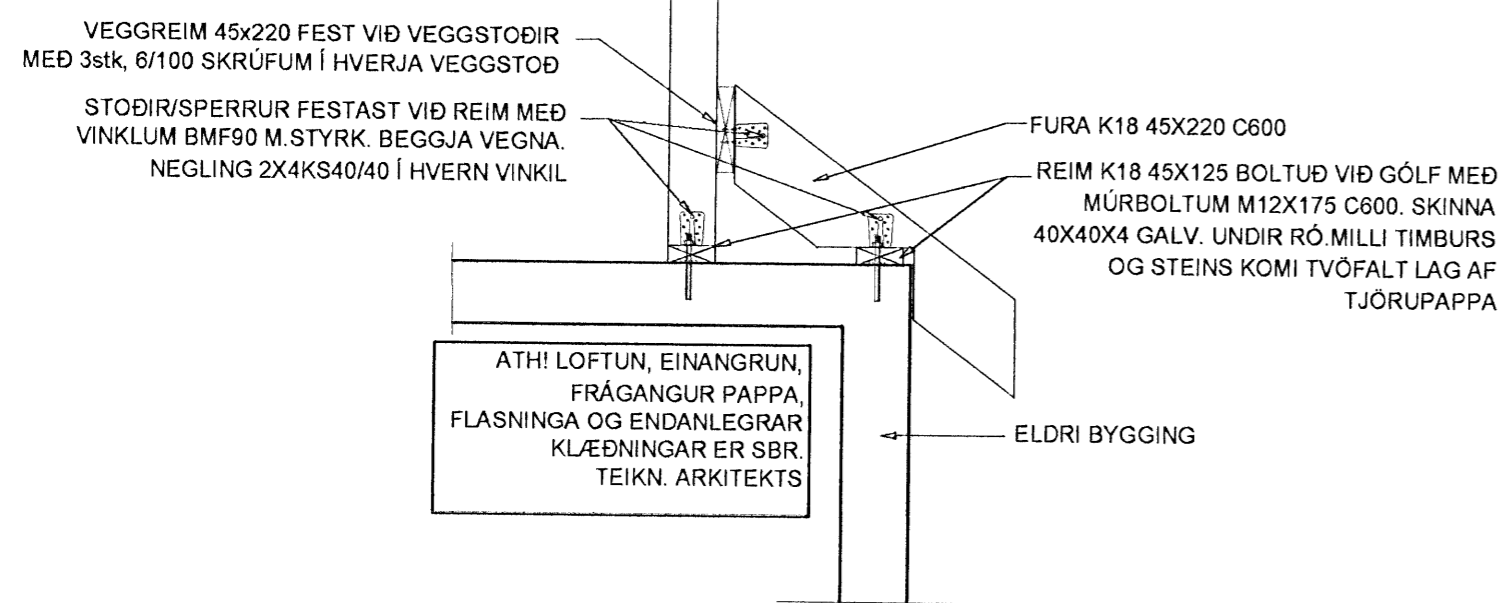 VEGGREIM 45x220 FEST VIÐ VEGGSTOÐIR
MEÐ 3stk, 6/100 SKRÚFUM Í HVERJA VEGGSTOÐ
STOÐIR/SPERRUR FESTAST VIÐ REIM MEÐ
VINKLUM BMF90 M.STYRK. BEGGJA VEGNA.
NEGLING 2X4KS40/40 Í HVERN VINKIL
FURA K18 45X220 C600
REIM K18 45X125 BOLTUÐ VIÐ GÓLF MEÐ
MÚRBOLTUM M12X175 C600. SKINNA
40X40X4 GALV. UNDIR RÓ.MILLI TIMBURS
OG STEINS KOMI TVÖFALT LAG AF
TJÖRUPAPPA
ATH! LOFTUN, EINANGRUN,
FRÁGANGUR PAPPA,
FLASNINGA OG ENDANLEGRAR
KLÆÐNINGAR ER SBR.
TEIKN. ARKITEKTS
ELDRI BYGGING